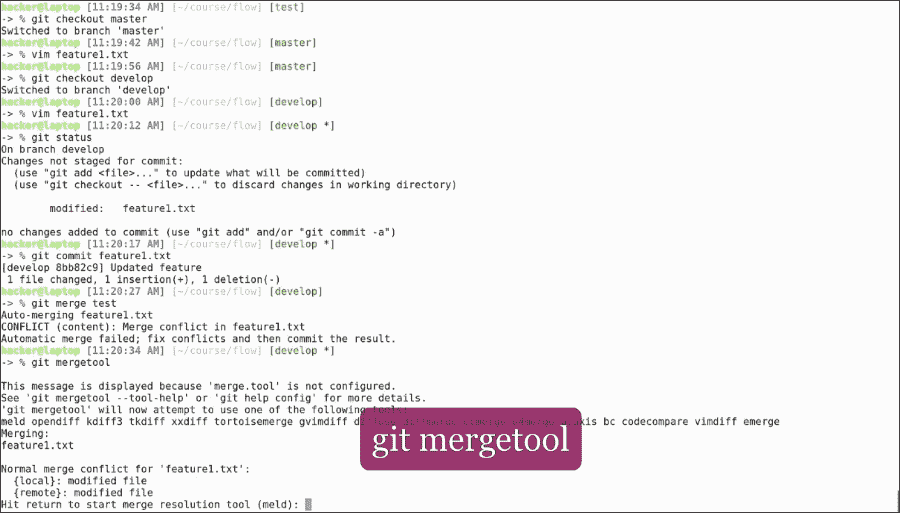 hacker@laptop [11:19:34 AM] [~/course/flow] [test]
-> % git checkout master
Switched to branch 'master'
hacker@laptop [11:19:42 AM] [~/course/flow] [master]
-> % vim feature1.txt
hacker@laptop [11:19:56 AM] [~/course/flow] [master]
-> % git checkout develop
Switched to branch 'develop'
hacker@laptop [11:20:00 AM] [~/course/flow] [develop]
-> % vim feature1.txt
hacker@laptop [11:20:12 AM] [~/course/flow] [develop *]
-> % git status
On branch develop
Changes not staged for commit:
(use "git add <file>..." to update what will be committed)
(use "git checkout -- <file>..." to discard changes in working directory)
modified: feature1.txt
no changes added to commit (use "git add" and/or "git commit -a")
hacker@laptop [11:20:17 AM] [~/course/flow] [develop *]
-> % git commit feature1.txt
[develop 8bb82c9] Updated feature
1 file changed, 1 insertion(+), 1 deletion(-)
hacker@laptop [11:20:27 AM] [~/course/flow] [develop]
-> % git merge test
Auto-merging feature1.txt
CONFLICT (content): Merge conflict in feature1.txt
Automatic merge failed; fix conflicts and then commit the result.
hacker@laptop [11:20:34 AM] [~/course/flow] [develop *]
-> % git mergetool
This message is displayed because 'merge.tool' is not configured.
See 'git mergetool --tool-help' or 'git help config' for more details.
'git mergetool' will now attempt to use one of the following tools:
meld opendiff kdiff3 tkdiff xxdiff tortoisemerge gvimdiff bc codecompare vimdiff emerge
Merging:
feature1.txt
git mergetool
Normal merge conflict for 'feature1.txt':
{local}: modified file
{remote}: modified file
Hit return to start merge resolution tool (meld):